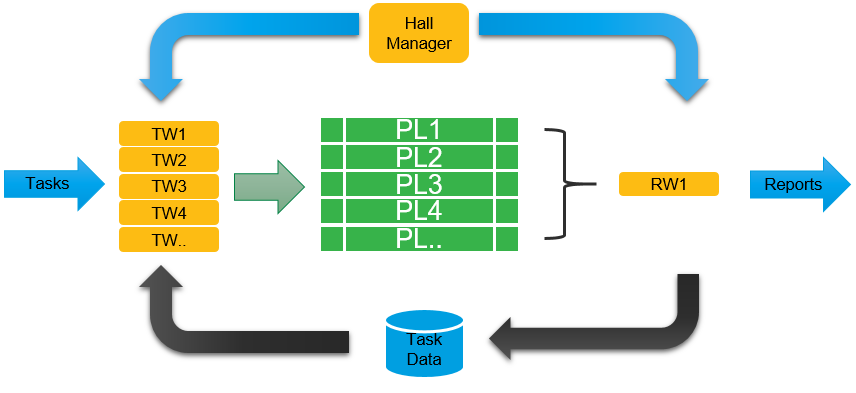 Hall
Manager
TW1
TW2
TW3
TW4
TW..
Tasks
PL1
PL2
PL3
PL4
PL..
RW1
Reports
Task
Data